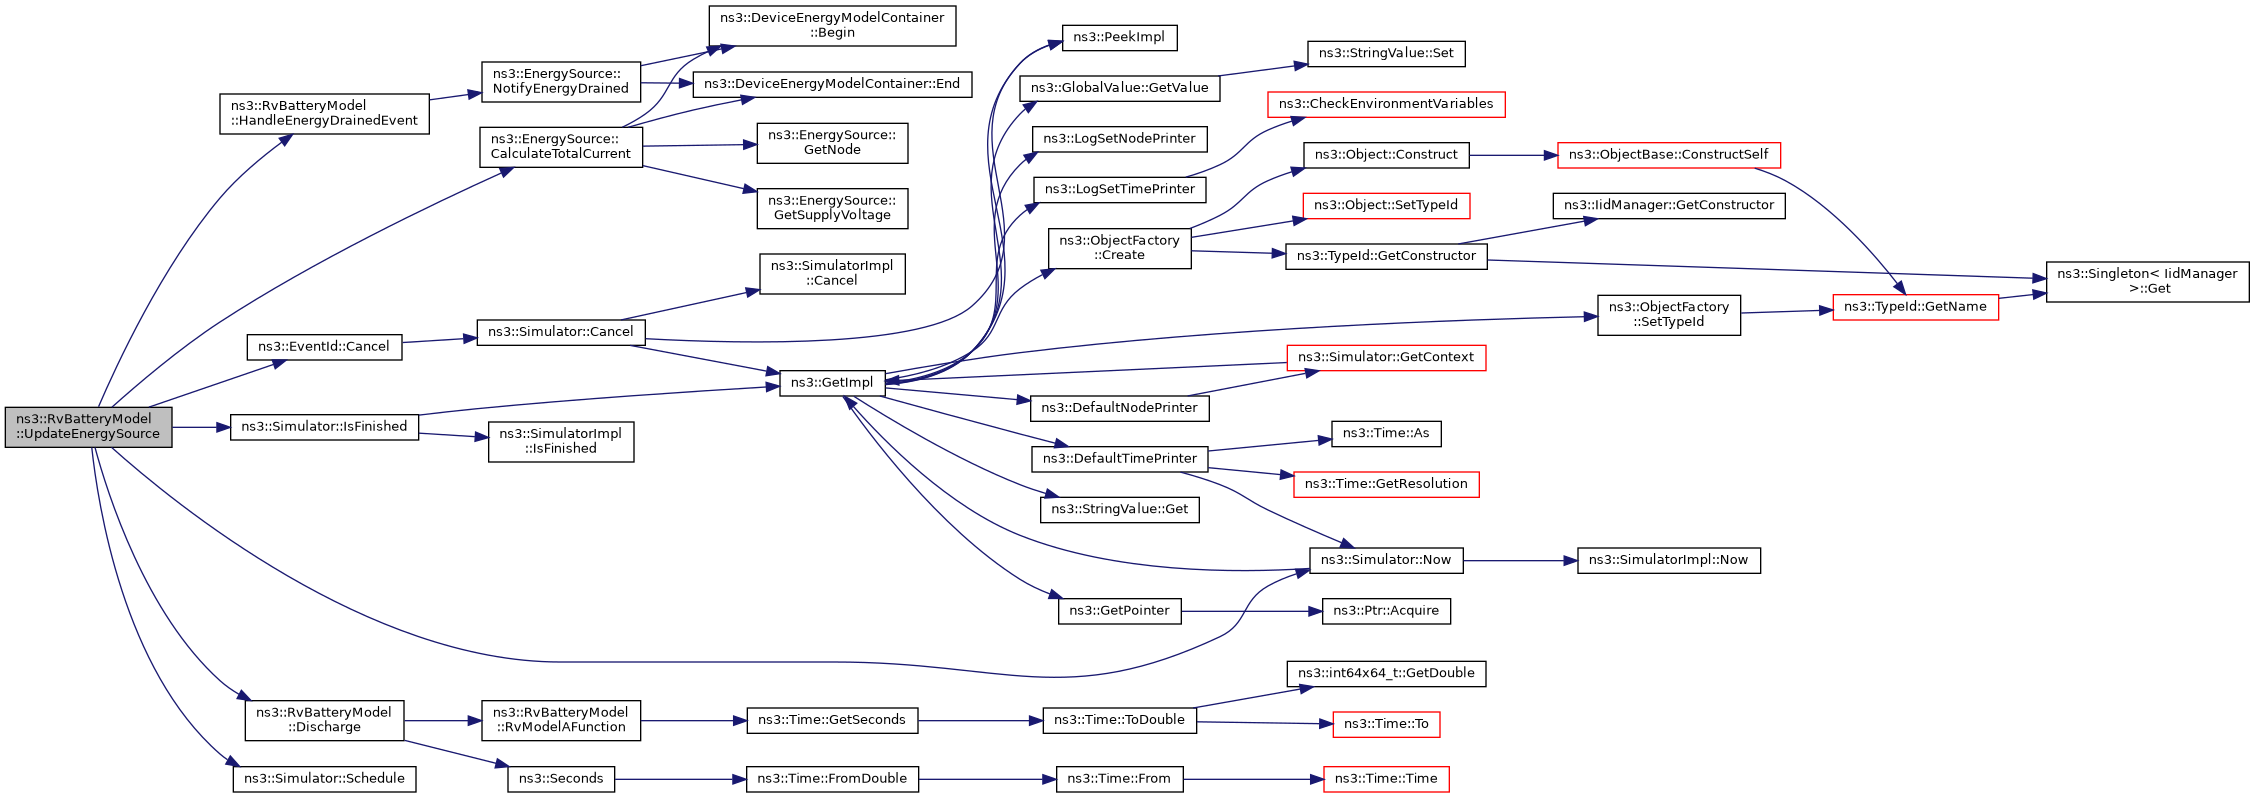 ns3::RvBatteryModel
::UpdateEnergySource
ns3::RvBatteryModel
::HandleEnergyDrainedEvent
ns3::EnergySource::
NotifyEnergyDrained
ns3::DeviceEnergyModelContainer
::Begin
ns3::DeviceEnergyModelContainer::End
ns3::EnergySource::
CalculateTotalCurrent
ns3::EnergySource::
GetNode
ns3::EnergySource::
GetSupplyVoltage
ns3::EventId::Cancel
ns3::Simulator::Cancel
ns3::SimulatorImpl
::Cancel
ns3::Simulator::IsFinished
ns3::SimulatorImpl
::IsFinished
ns3::GetImpl
ns3::PeekImpl
ns3::GlobalValue::GetValue
ns3::StringValue::Set
ns3::LogSetNodePrinter
ns3::LogSetTimePrinter
ns3::CheckEnvironmentVariables
ns3::ObjectFactory
::Create
ns3::Object::Construct
ns3::ObjectBase::ConstructSelf
ns3::Object::SetTypeId
ns3::TypeId::GetConstructor
ns3::IidManager::GetConstructor
ns3::Singleton< IidManager
>::Get
ns3::ObjectFactory
::SetTypeId
ns3::TypeId::GetName
ns3::Simulator::GetContext
ns3::DefaultNodePrinter
ns3::DefaultTimePrinter
ns3::Time::As
ns3::Time::GetResolution
ns3::StringValue::Get
ns3::Simulator::Now
ns3::SimulatorImpl::Now
ns3::GetPointer
ns3::Ptr::Acquire
ns3::RvBatteryModel
::Discharge
ns3::RvBatteryModel
::RvModelAFunction
ns3::Time::GetSeconds
ns3::Time::ToDouble
ns3::int64x64_t::GetDouble
ns3::Time::To
ns3::Simulator::Schedule
ns3::Seconds
ns3::Time::FromDouble
ns3::Time::From
ns3::Time::Time